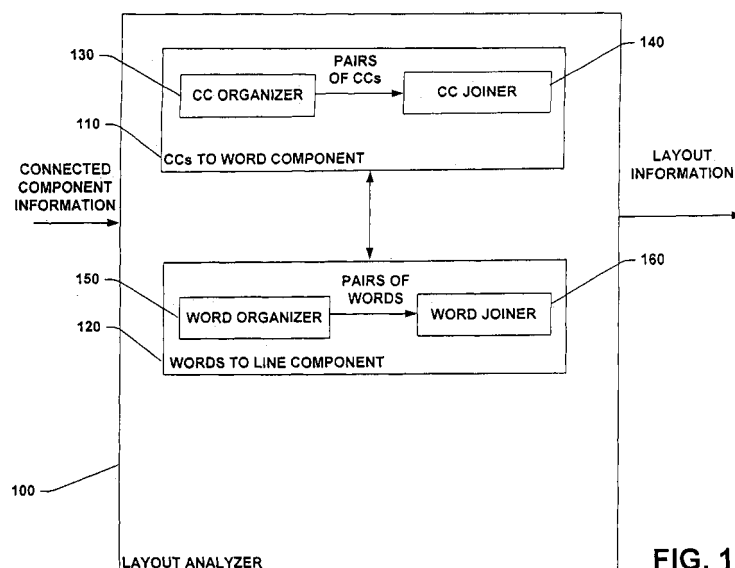 130
PAIRS
OF CCs
140
CC ORGANIZER
CC JOINER
110
CCs TO WORD COMPONENT
CONNECTED
COMPONENT
INFORMATION
LAYOUT
INFORMATION
150
PAIRS OF
WORDS
160
WORD ORGANIZER
WORD JOINER
120
WORDS TO LINE COMPONENT
100
LAYOUT ANALYZER
FIG. 1